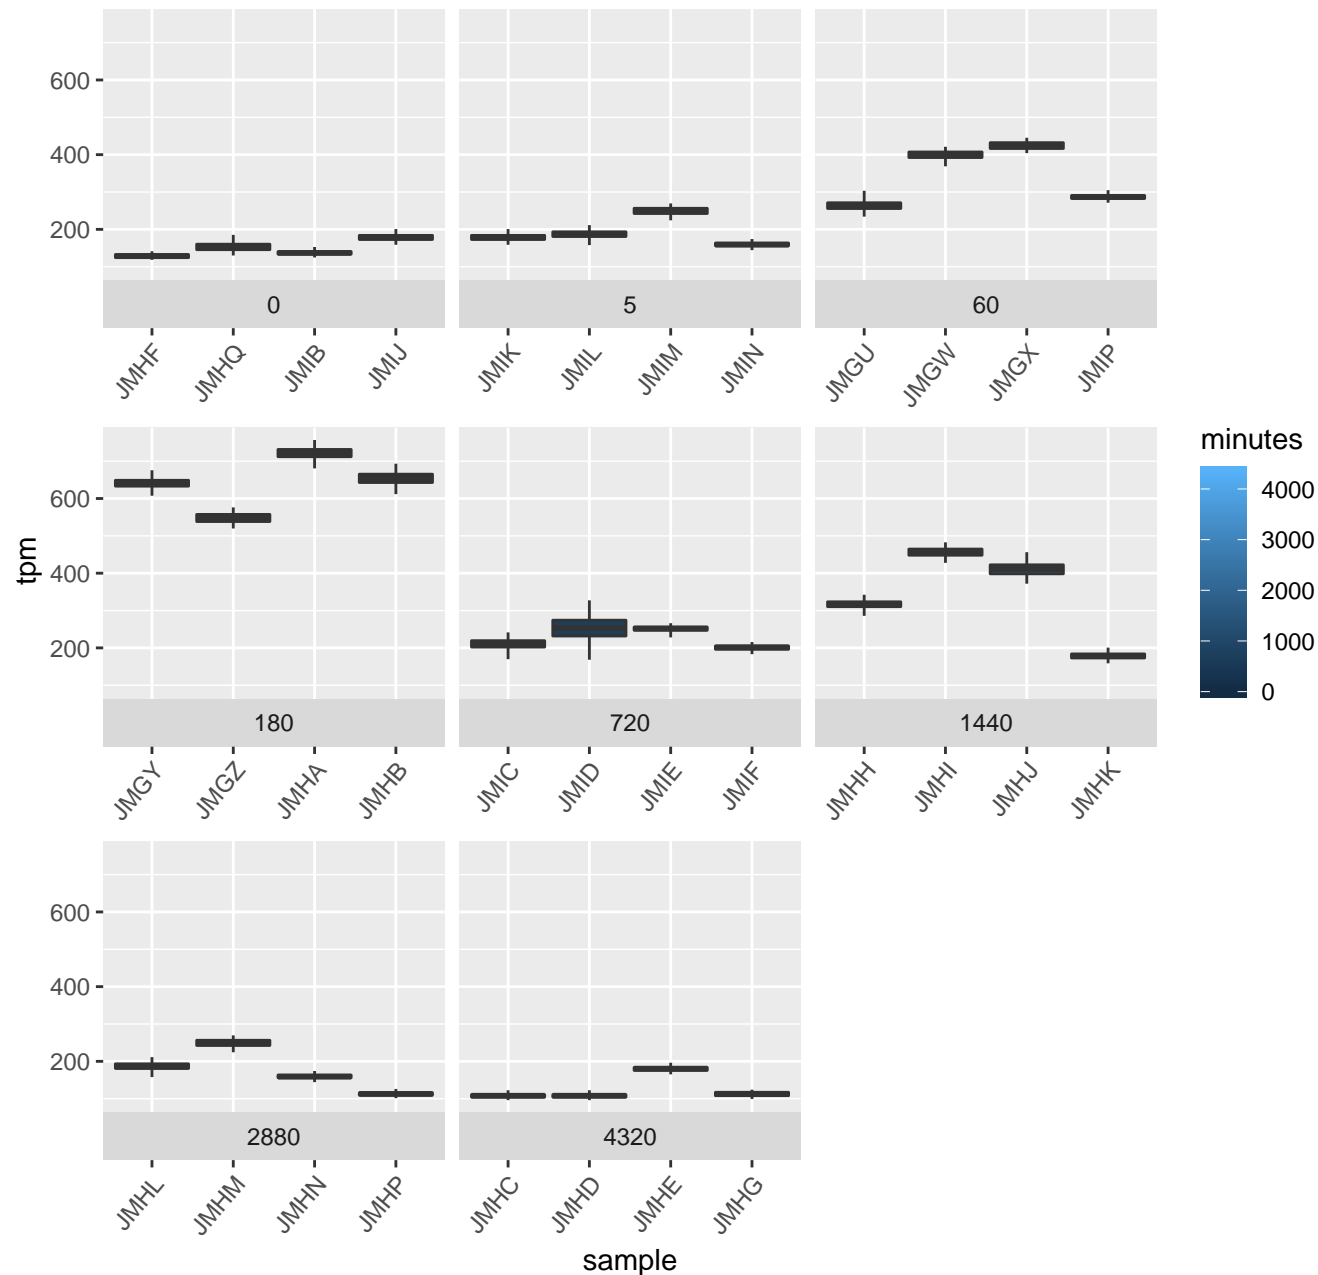 600
400
200
0
5
60
JMHF
JMHQ
JMIB
JMIJ
JMIK
JMIL
JMIM
JMIN
JMGU
JMGW
JMGX
JMIP
tpm
600
400
200
180
720
1440
JMGY
JMGZ
JMHA
JMHB
JMIC
JMID
JMIE
JMIF
JMHH
JMHI
JMHJ
JMHK
minutes
4000
3000
2000
1000
0
600
400
200
2880
4320
JMHL
JMHM
JMHN
JMHP
JMHC
JMHD
JMHE
JMHG
sample